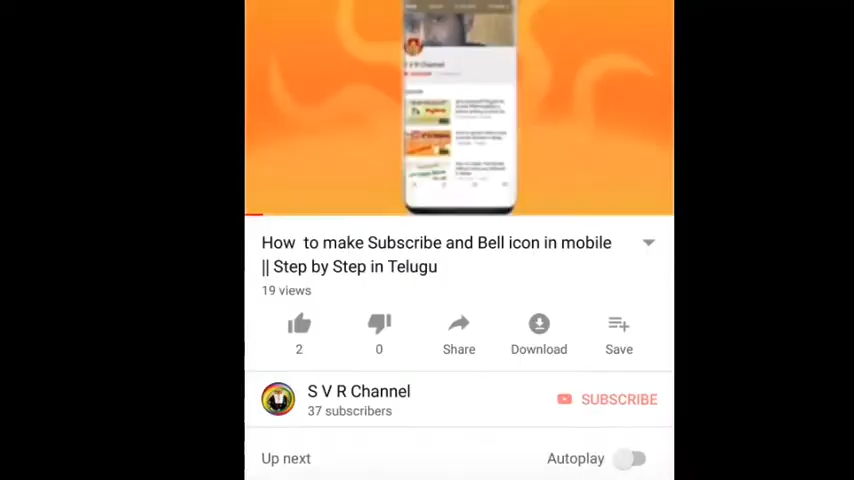 How to make Subscribe and Bell icon in mobile
|| Step by Step in Telugu
19 views
2
0
Share
Download
Save
S V R Channel
37 subscribers
SUBSCRIBE
Up next
Autoplay